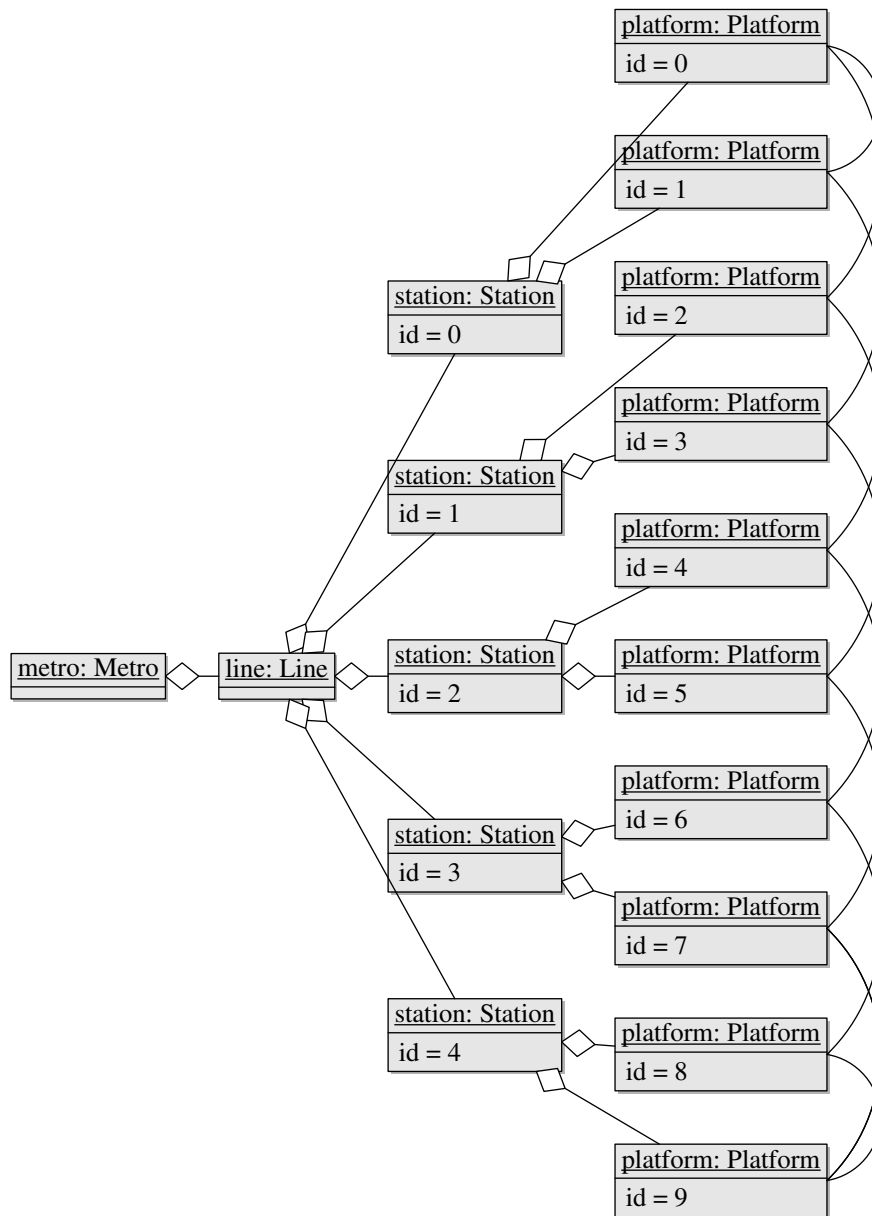 platform: Platform
id = 0
platform: Platform
id = 1
platform: Platform
id = 2
platform: Platform
id = 3
platform: Platform
id = 4
platform: Platform
id = 5
platform: Platform
id = 6
platform: Platform
id = 7
platform: Platform
id = 8
platform: Platform
id = 9
station: Station
id = 0
station: Station
id = 1
station: Station
id = 2
station: Station
id = 3
station: Station
id = 4
metro: Metro
line: Line